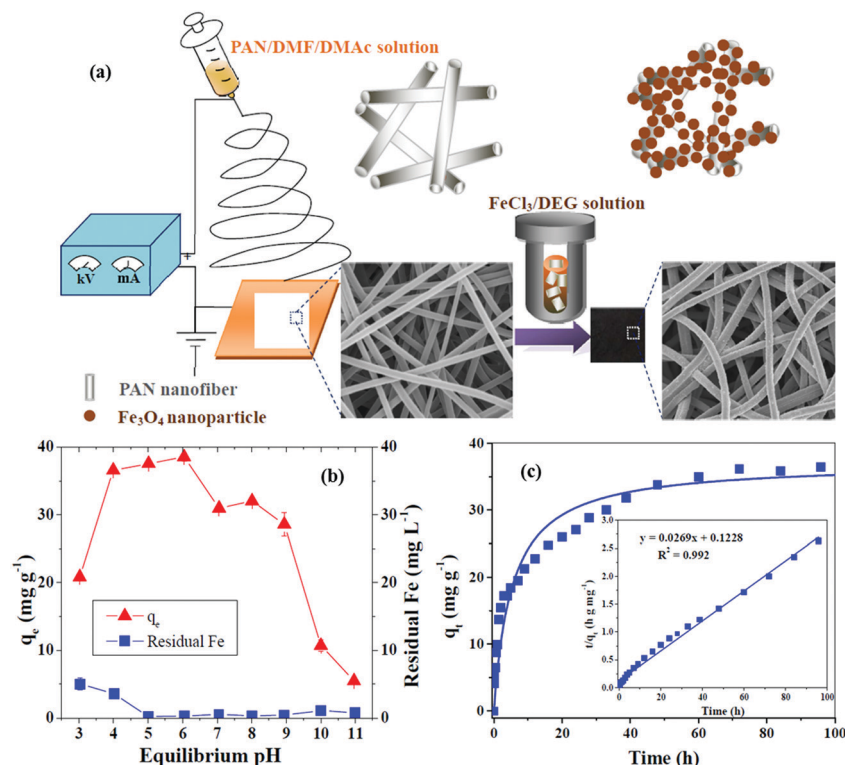 PAN/DMF/DMAc solution
(a)
FeCl₃/DEG solution
kV
mA
+
PAN nanofiber
Fe₃O₄ nanoparticle
(b)
qₑ (mg g⁻¹)
40
30
20
10
0
Residual Fe (mg L⁻¹)
40
30
20
10
0
qₑ
Residual Fe
3 4 5 6 7 8 9 10 11
Equilibrium pH
(c)
qₜ (mg g⁻¹)
40
35
30
25
20
15
10
5
0
y = 0.0269x + 0.1228
R² = 0.992
t/qₜ (h g mg⁻¹)
3.0
2.5
2.0
1.5
1.0
0.5
0.0
0 20 40 60 80 100
Time (h)
0 20 40 60 80 100
Time (h)